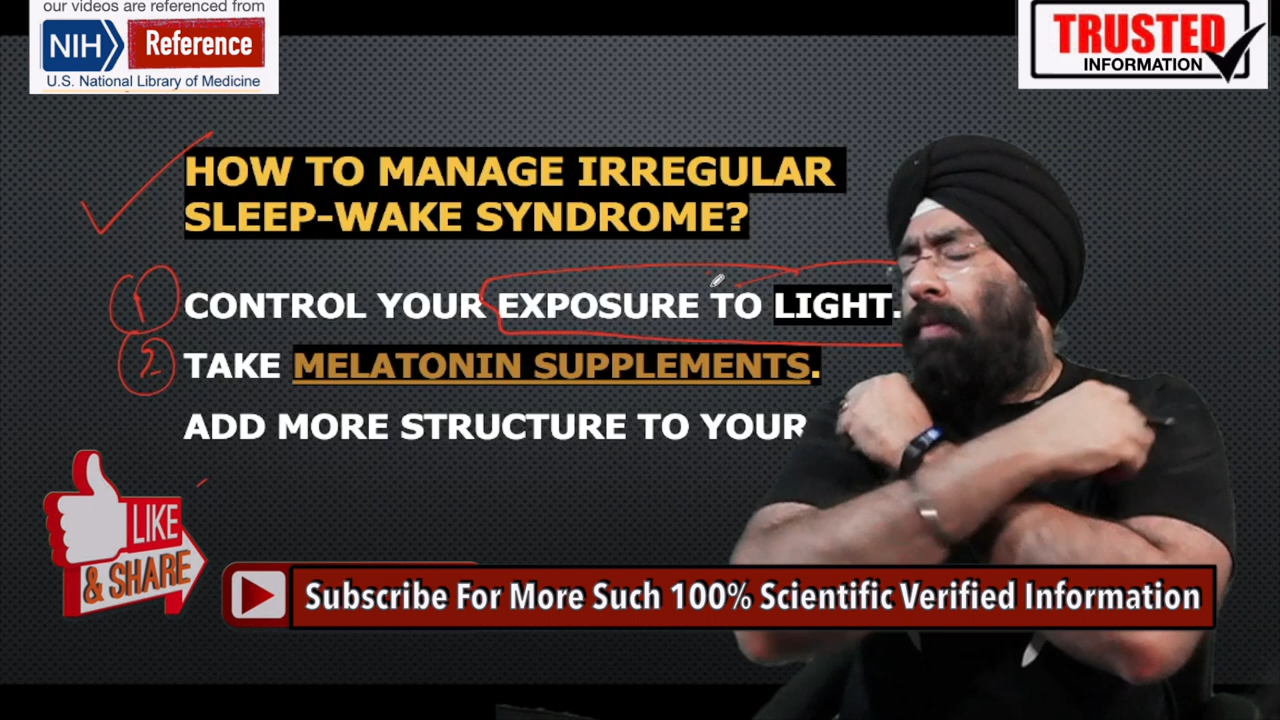 our videos are referenced from
NIH Reference
U.S. National Library of Medicine
TRUSTED
INFORMATION
HOW TO MANAGE IRREGULAR
SLEEP-WAKE SYNDROME?
1 CONTROL YOUR EXPOSURE TO LIGHT.
2 TAKE MELATONIN SUPPLEMENTS.
ADD MORE STRUCTURE TO YOUR
LIKE
& SHARE
Subscribe For More Such 100% Scientific Verified Information